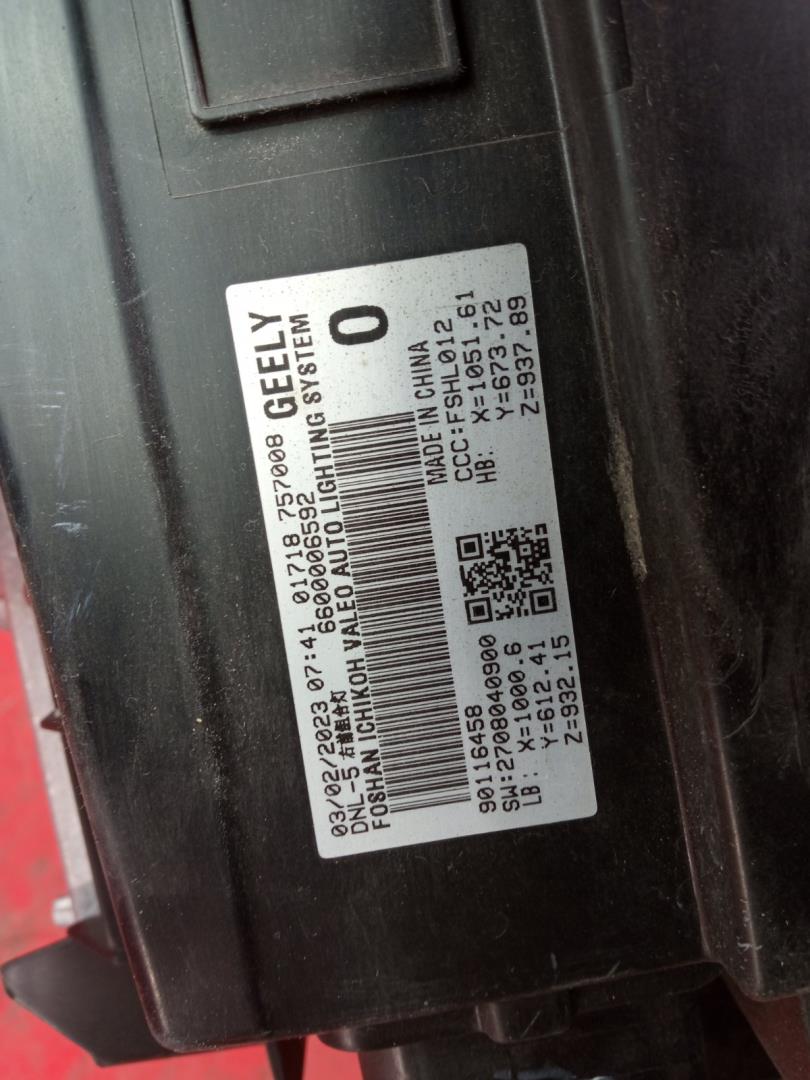 03/02/2023 07:41 01718 757008 GEELY
DNL-5 右前组合灯 6600006592
FOSHAN ICHIKOH VALEO AUTO LIGHTING SYSTEM
O
MADE IN CHINA
90116458 CCC:FSHL012
SW:2708040900
HB: X=1051.61
Y=673.72
Z=937.89
LB: X=1000.6
Y=612.41
Z=932.15